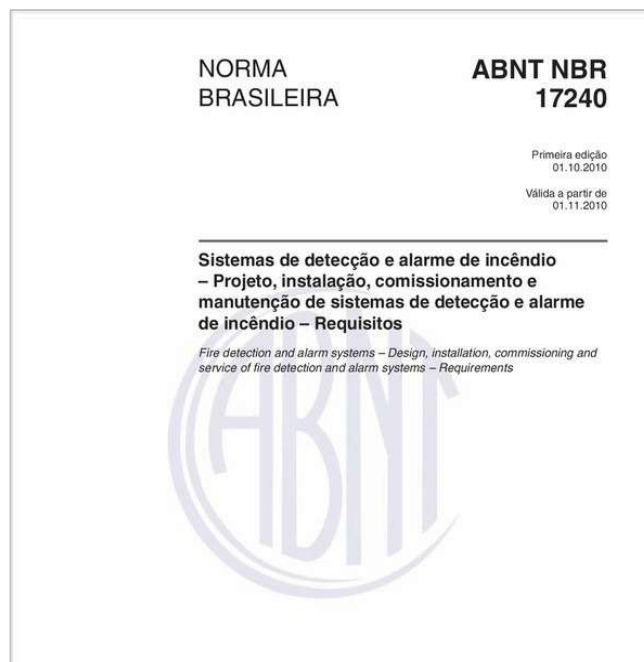 NORMA
BRASILEIRA
ABNT NBR
17240
Primeira edição
01.10.2010
Válida a partir de
01.11.2010
Sistemas de detecção e alarme de incêndio
– Projeto, instalação, comissionamento e
manutenção de sistemas de detecção e alarme
de incêndio – Requisitos
Fire detection and alarm systems – Design, installation, commissioning and
service of fire detection and alarm systems – Requirements
ABNT